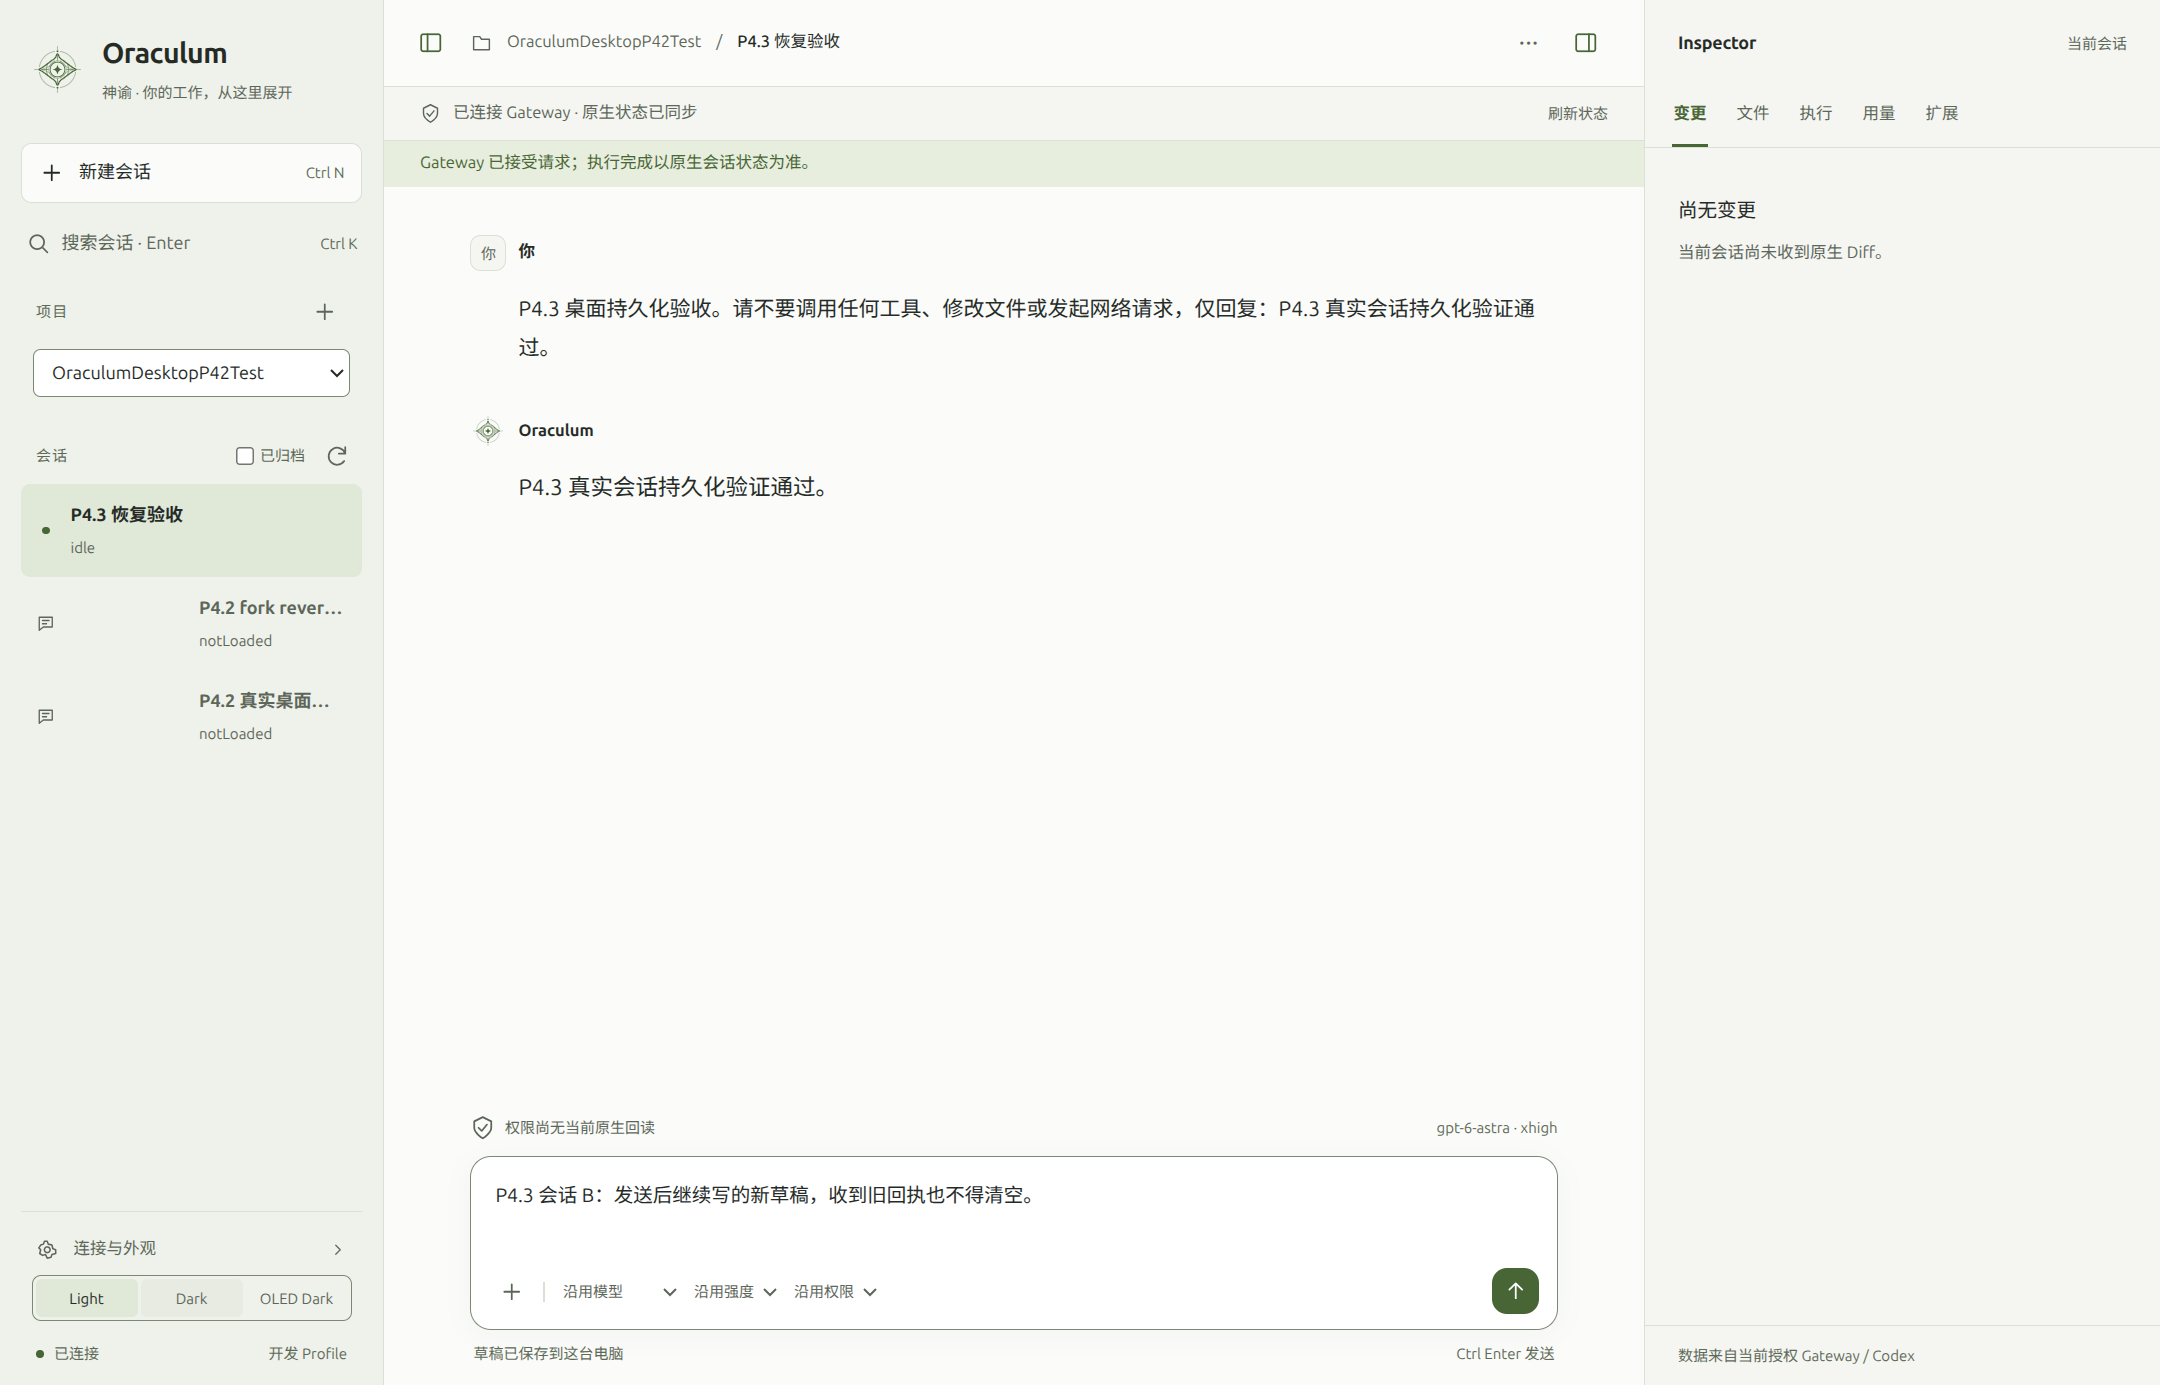 Oraculum
神谕 · 你的工作，从这里展开
新建会话
Ctrl N
搜索会话 · Enter
Ctrl K
项目
OraculumDesktopP42Test
会话
已归档
P4.3 恢复验收
idle
P4.2 fork rever...
notLoaded
P4.2 真实桌面...
notLoaded
连接与外观
Light
Dark
OLED Dark
已连接
开发 Profile
OraculumDesktopP42Test / P4.3 恢复验收
已连接 Gateway · 原生状态已同步
刷新状态
Gateway 已接受请求；执行完成以原生会话状态为准。
你
你
P4.3 桌面持久化验收。请不要调用任何工具、修改文件或发起网络请求，仅回复：P4.3 真实会话持久化验证通
过。
Oraculum
P4.3 真实会话持久化验证通过。
权限尚无当前原生回读
gpt-6-astra · xhigh
P4.3 会话 B：发送后继续写的新草稿，收到旧回执也不得清空。
沿用模型
沿用强度
沿用权限
草稿已保存到这台电脑
Ctrl Enter 发送
Inspector
当前会话
变更
文件
执行
用量
扩展
尚无变更
当前会话尚未收到原生 Diff。
数据来自当前授权 Gateway / Codex